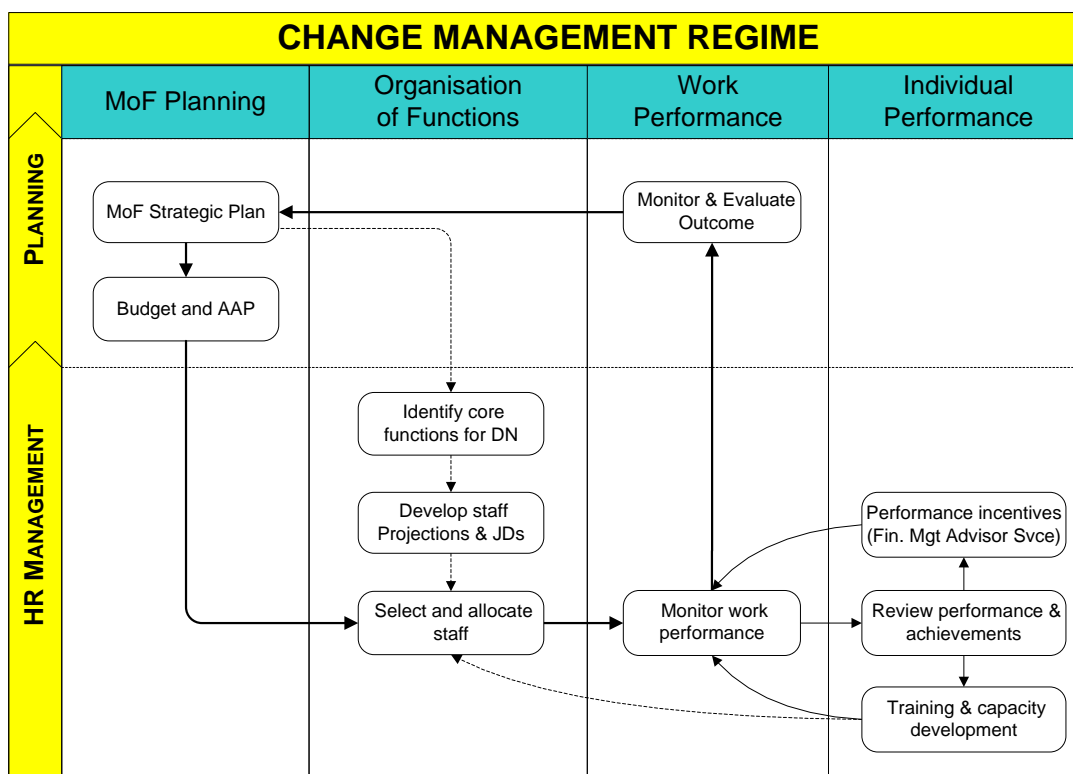 CHANGE MANAGEMENT REGIME
MoF Planning
Organisation
of Functions
Work
Performance
Individual
Performance
PLANNING
MoF Strategic Plan
Monitor & Evaluate
Outcome
Budget and AAP
HR MANAGEMENT
Identify core
functions for DN
Develop staff
Projections & JDs
Performance incentives
(Fin. Mgt Advisor Svce)
Select and allocate
staff
Monitor work
performance
Review performance &
achievements
Training & capacity
development